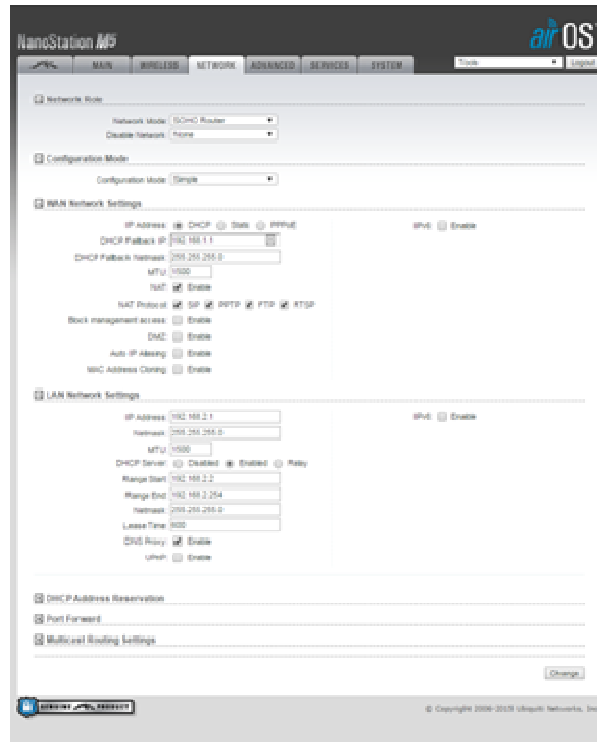 NanoStation M5
airOS
MAIN WIRELESS NETWORK ADVANCED SERVICES SYSTEM Tools Logout
Network Role
Network Mode: SOHO Router
Disable Network: None
Configuration Mode
Configuration Mode: Simple
WAN Network Settings
IP Address: DHCP Static PPPoE IPv6: Enable
DHCP Fallback IP: 192.168.1.1
DHCP Fallback Netmask: 255.255.255.0
MTU: 1500
NAT: Enable
NAT Protocol: SIP PPTP FTP RTSP
Block management access: Enable
DMZ: Enable
Auto IP Aliasing: Enable
MAC Address Cloning: Enable
LAN Network Settings
IP Address: 192.168.2.1 IPv6: Enable
Netmask: 255.255.255.0
MTU: 1500
DHCP Server: Disabled Enabled Relay
Range Start: 192.168.2.2
Range End: 192.168.2.254
Netmask: 255.255.255.0
Lease Time: 600
DNS Proxy: Enable
UPnP: Enable
DHCP Address Reservation
Port Forward
Multicast Routing Settings
Change
GENUINE PRODUCT
© Copyright 2006-2015 Ubiquiti Networks, Inc